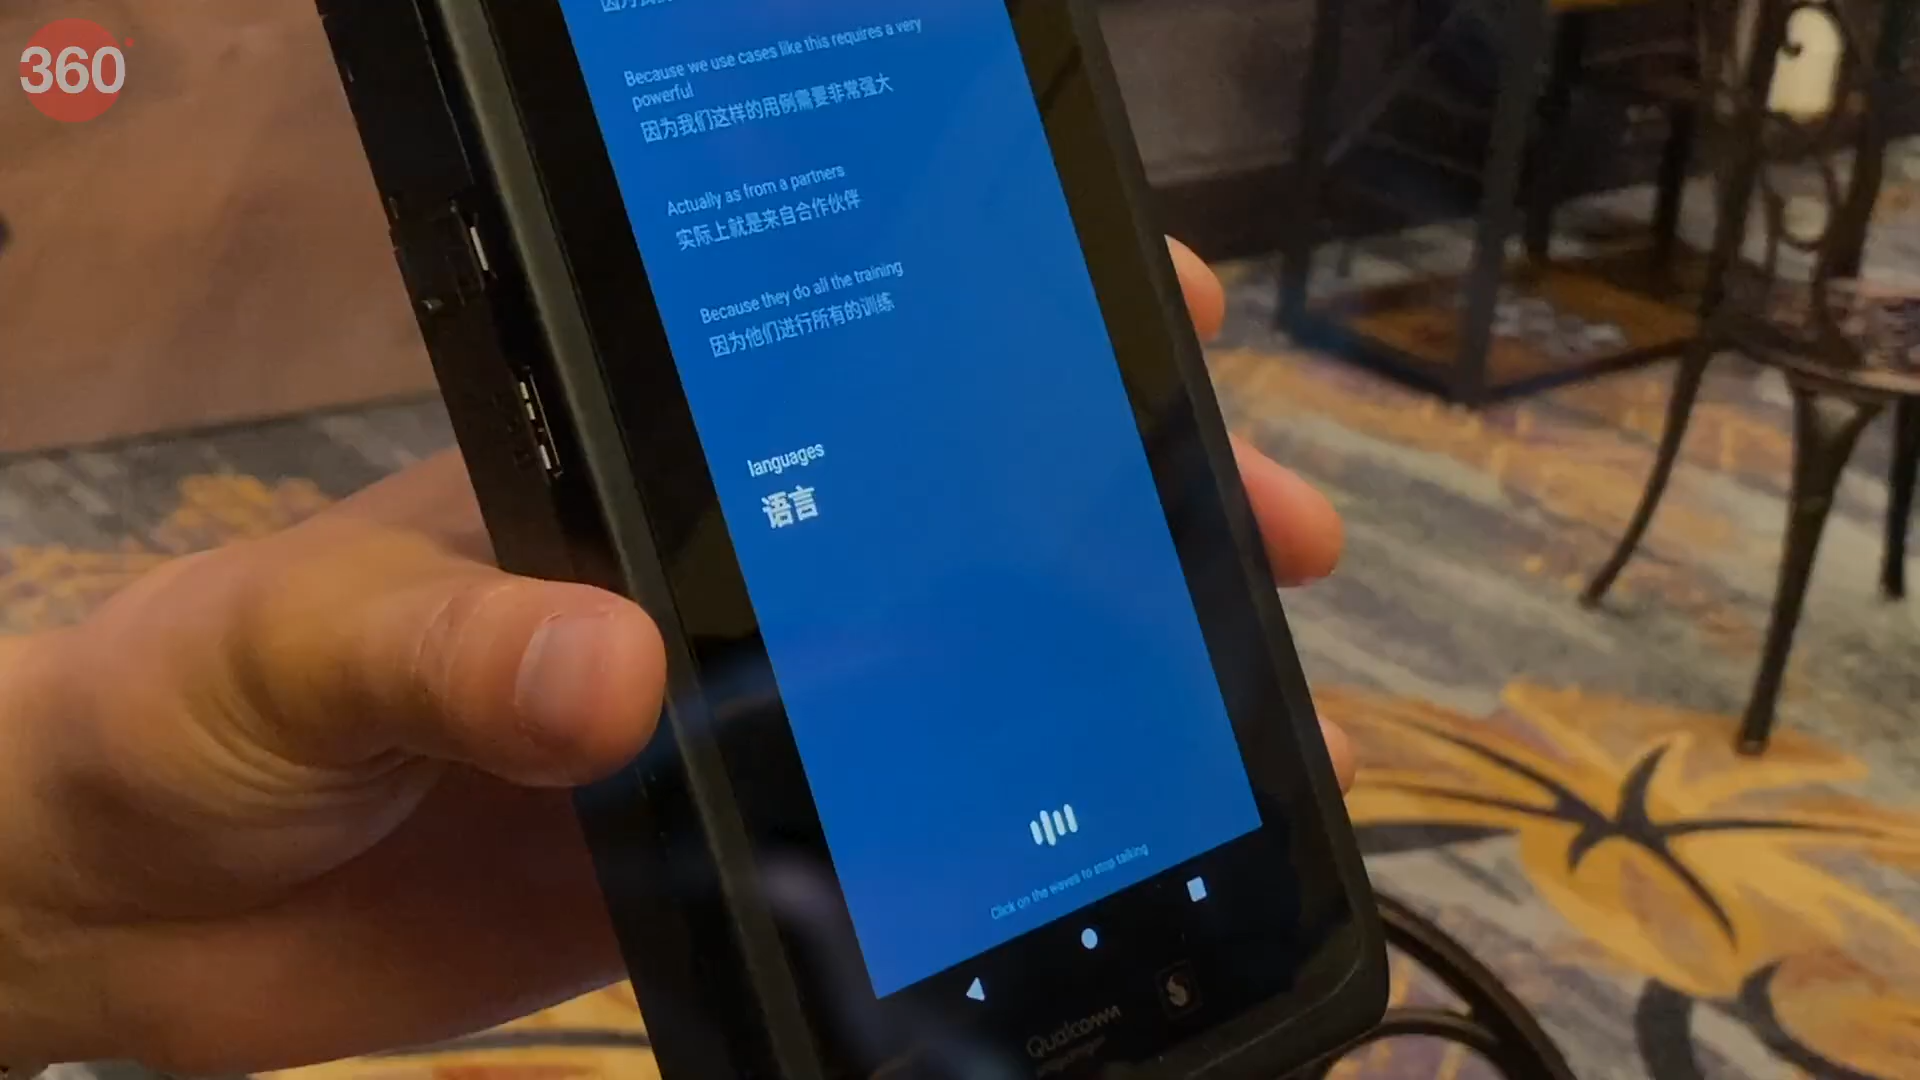 360
因为我
Because we use cases like this requires a very
powerful
因为我们这样的用例需要非常强大
Actually as from a partners
实际上就是来自合作伙伴
Because they do all the training
因为他们进行所有的训练
languages
语言
Click on the waves to stop talking
Qualcomm